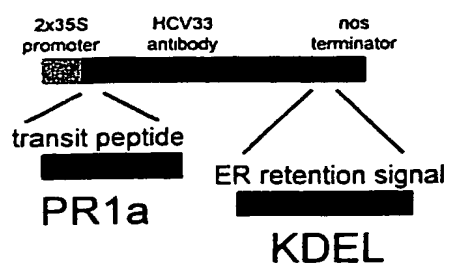 2x35S promoter
HCV33 antibody
nos terminator
transit peptide
PR1a
ER retention signal
KDEL